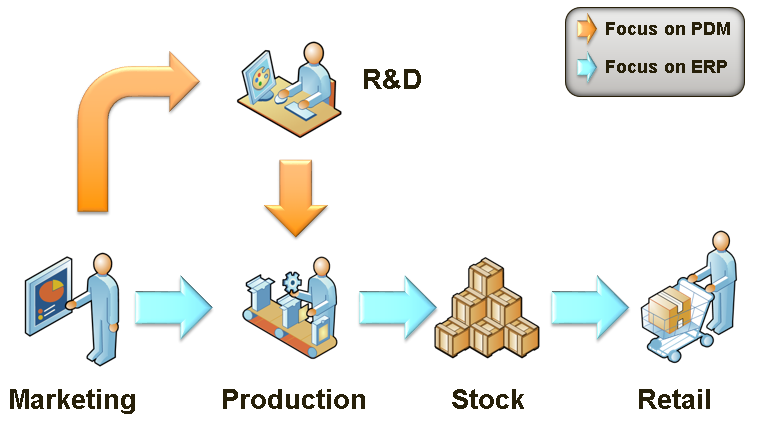 Focus on PDM
Focus on ERP
R&D
Marketing
Production
Stock
Retail